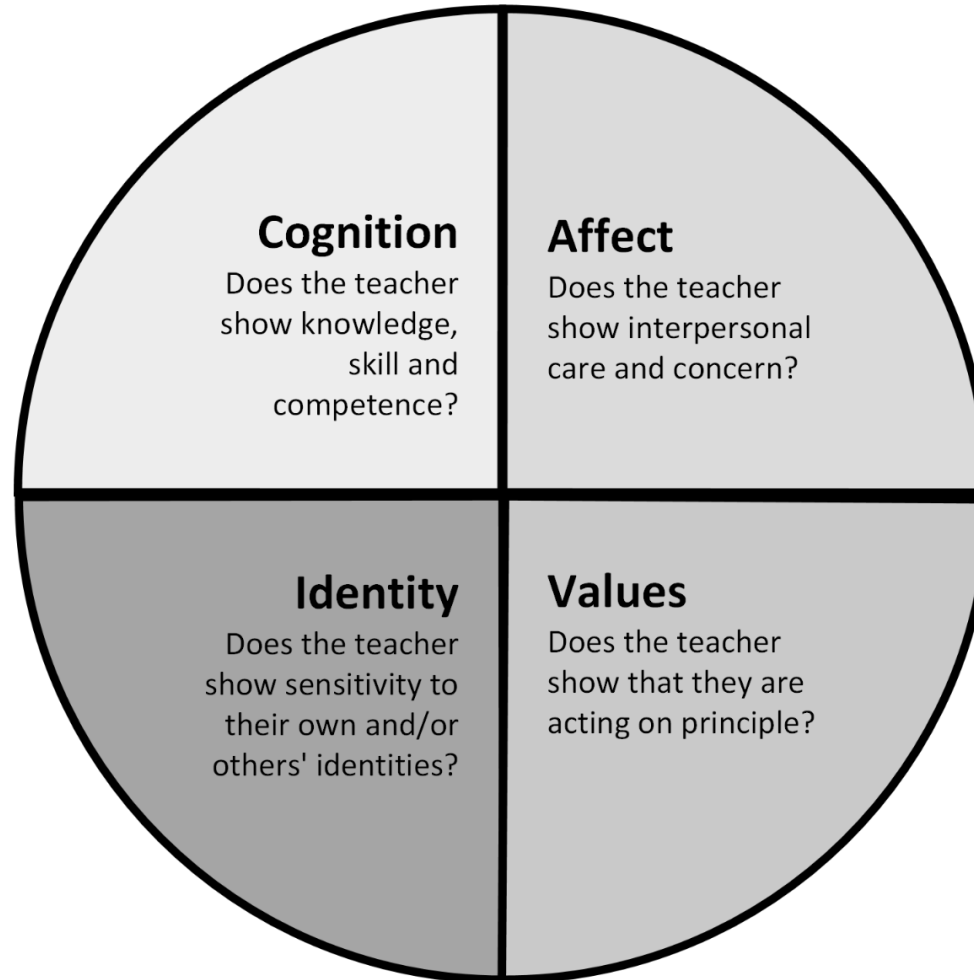 Cognition
Does the teacher
show knowledge,
skill and
competence?
Affect
Does the teacher
show interpersonal
care and concern?
Identity
Does the teacher
show sensitivity to
their own and/or
others' identities?
Values
Does the teacher
show that they are
acting on principle?